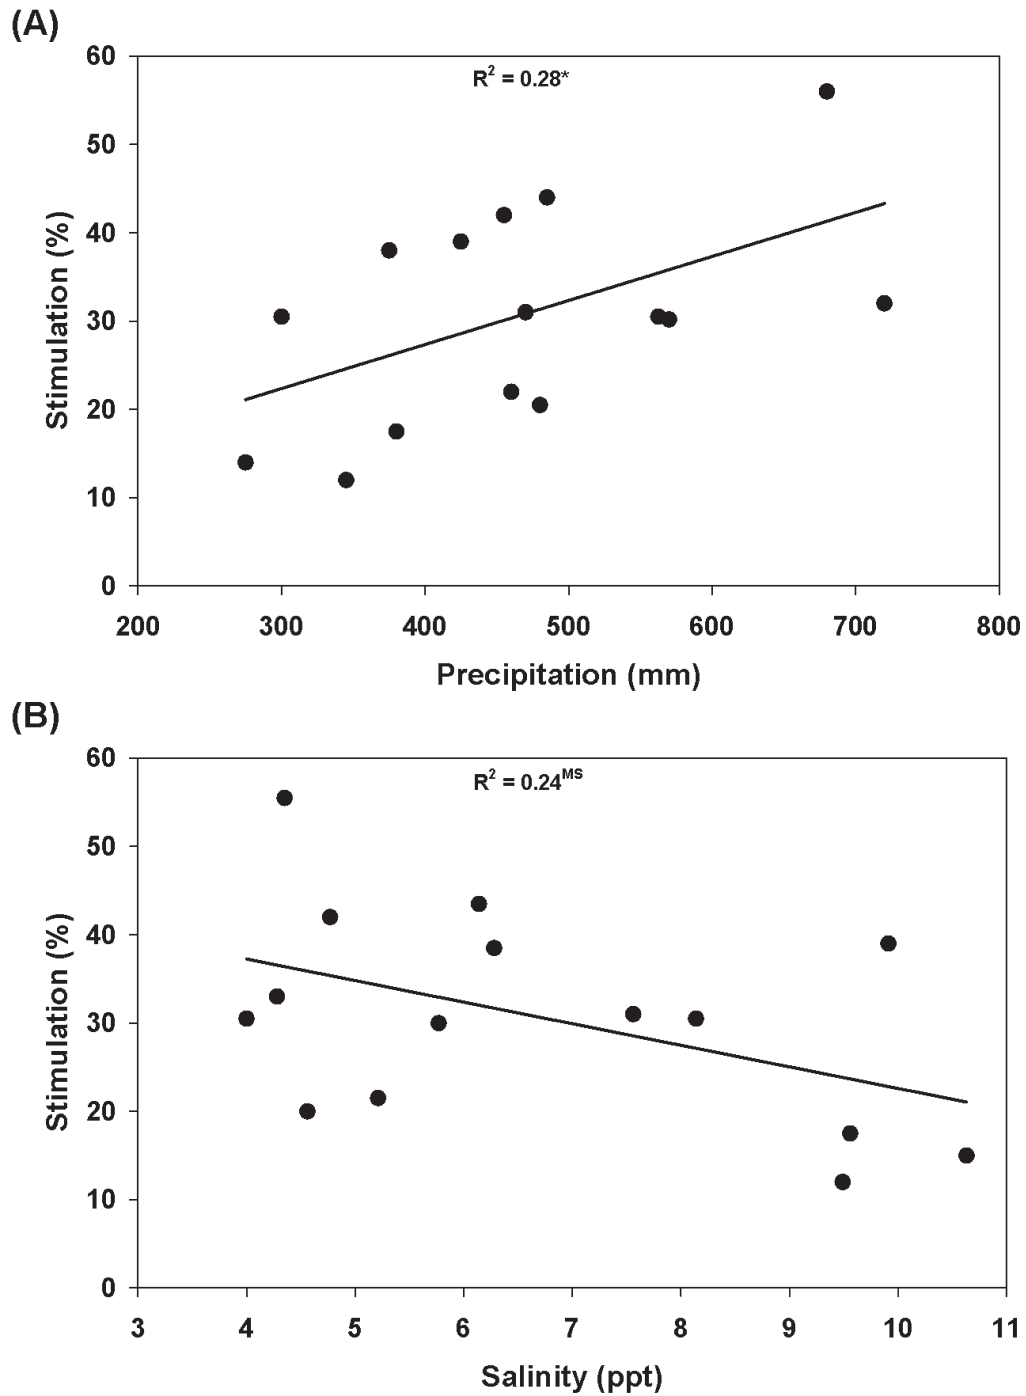 (A)
R² = 0.28*
60
50
40
30
20
10
0
Stimulation (%)
200 300 400 500 600 700 800
Precipitation (mm)
(B)
R² = 0.24ᴹˢ
60
50
40
30
20
10
0
Stimulation (%)
3 4 5 6 7 8 9 10 11
Salinity (ppt)